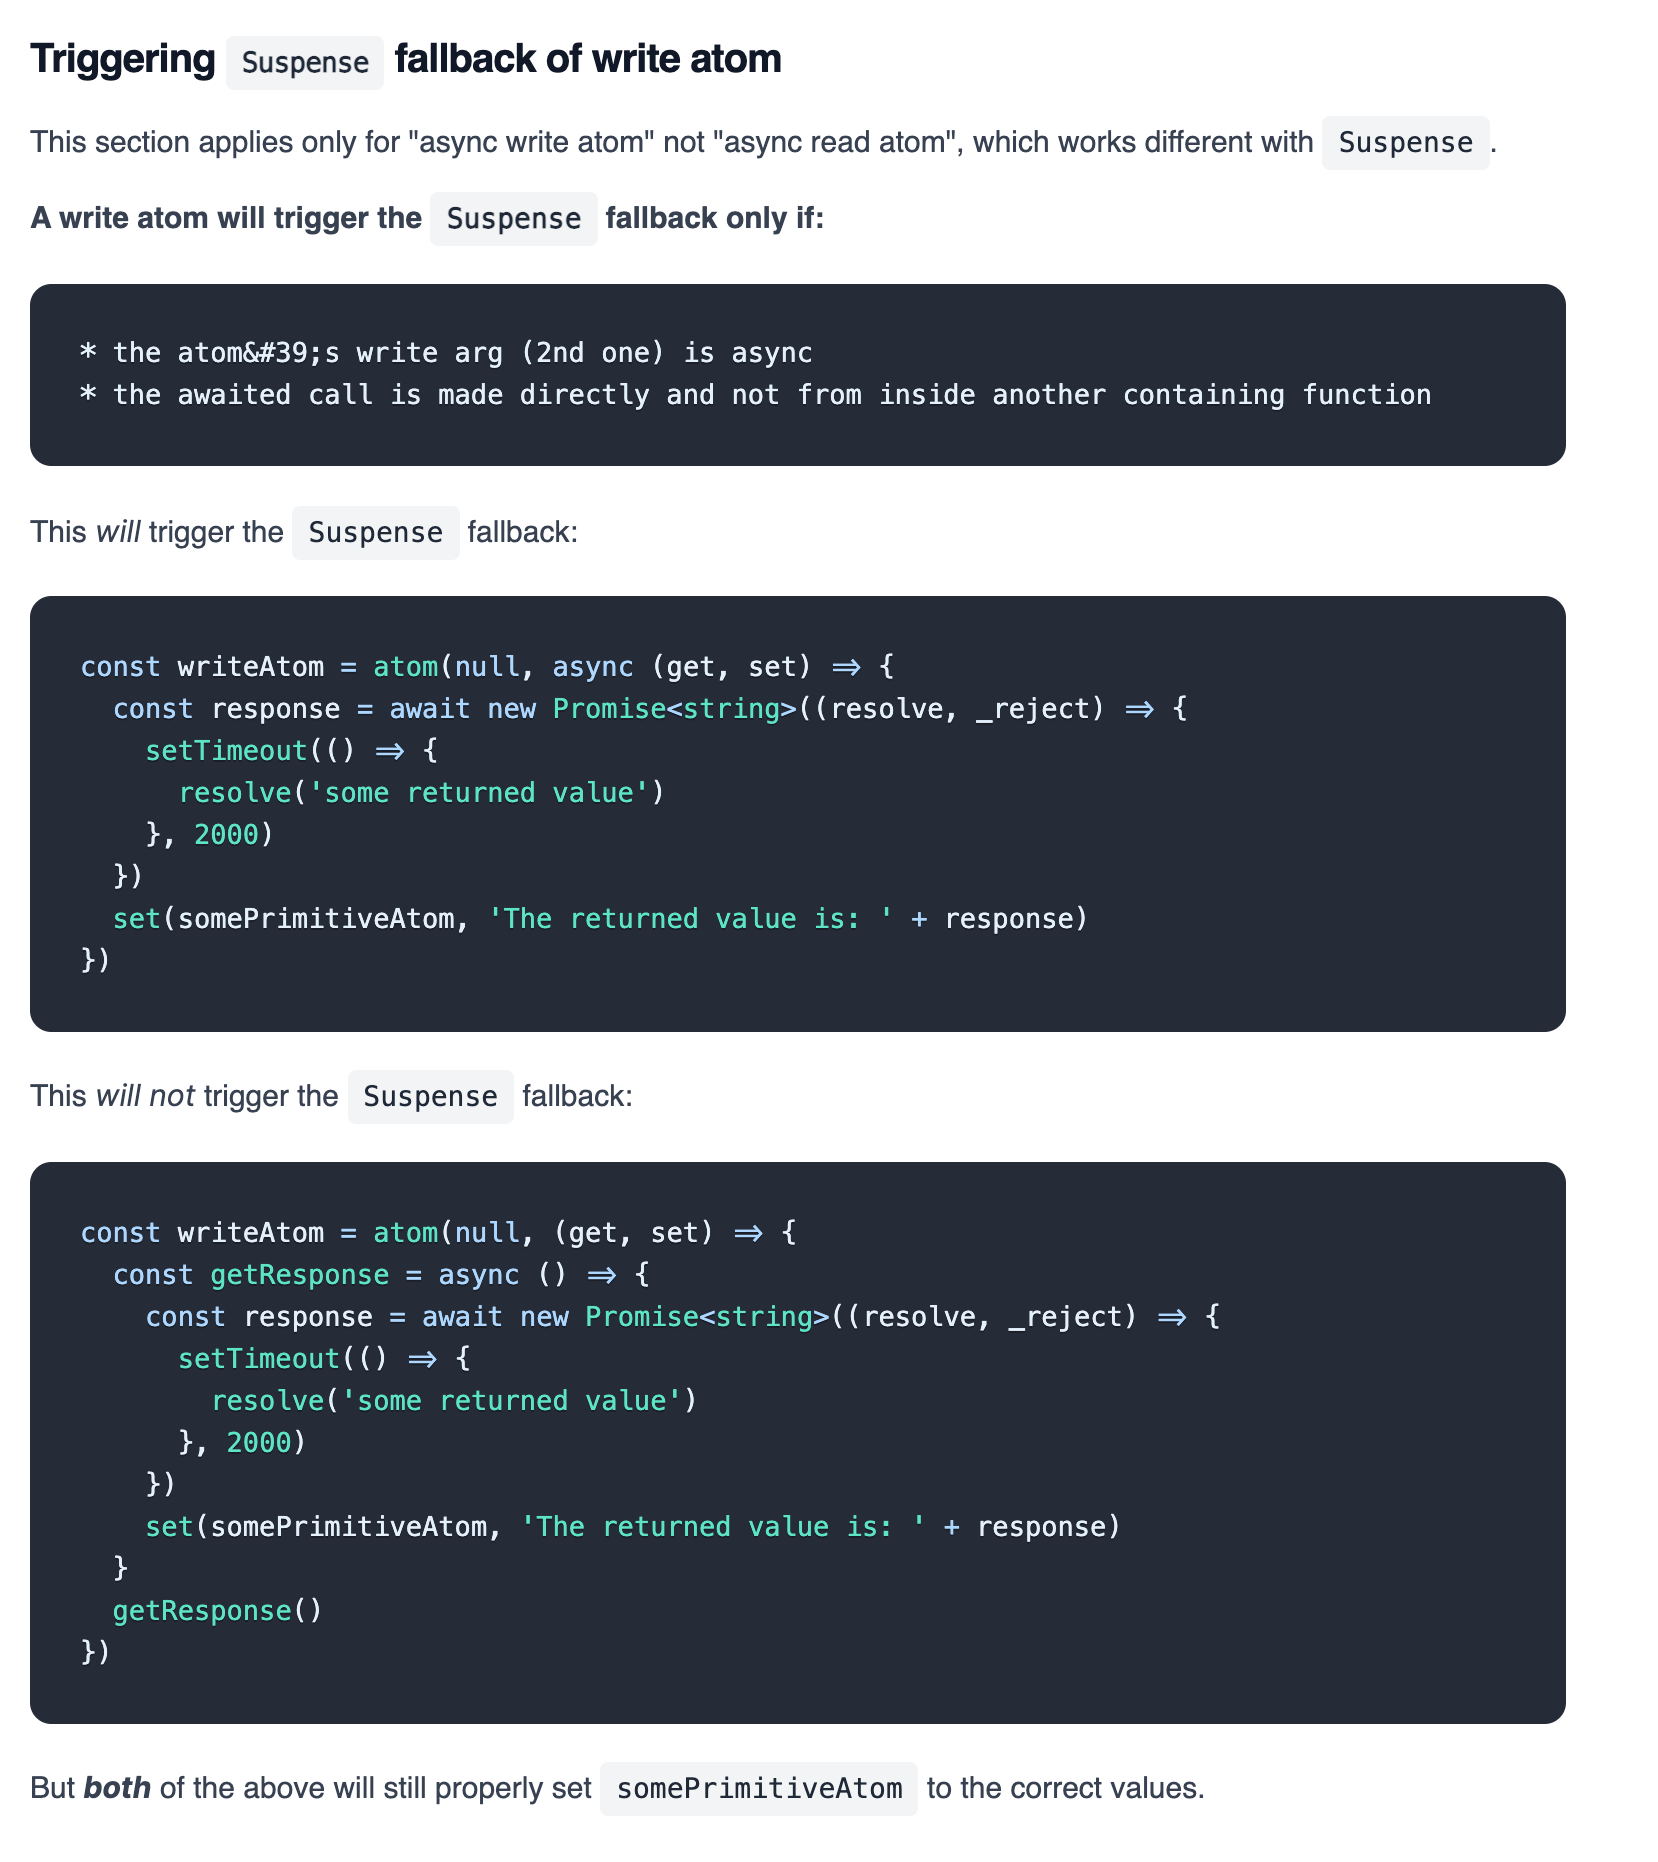 Triggering Suspense fallback of write atom
This section applies only for "async write atom" not "async read atom", which works different with Suspense .
A write atom will trigger the Suspense fallback only if:
* the atom&#39;s write arg (2nd one) is async
* the awaited call is made directly and not from inside another containing function
This will trigger the Suspense fallback:
const writeAtom = atom(null, async (get, set) => {
  const response = await new Promise<string>((resolve, _reject) => {
    setTimeout(() => {
      resolve('some returned value')
    }, 2000)
  })
  set(somePrimitiveAtom, 'The returned value is: ' + response)
})
This will not trigger the Suspense fallback:
const writeAtom = atom(null, (get, set) => {
  const getResponse = async () => {
    const response = await new Promise<string>((resolve, _reject) => {
      setTimeout(() => {
        resolve('some returned value')
      }, 2000)
    })
    set(somePrimitiveAtom, 'The returned value is: ' + response)
  }
  getResponse()
})
But both of the above will still properly set somePrimitiveAtom to the correct values.